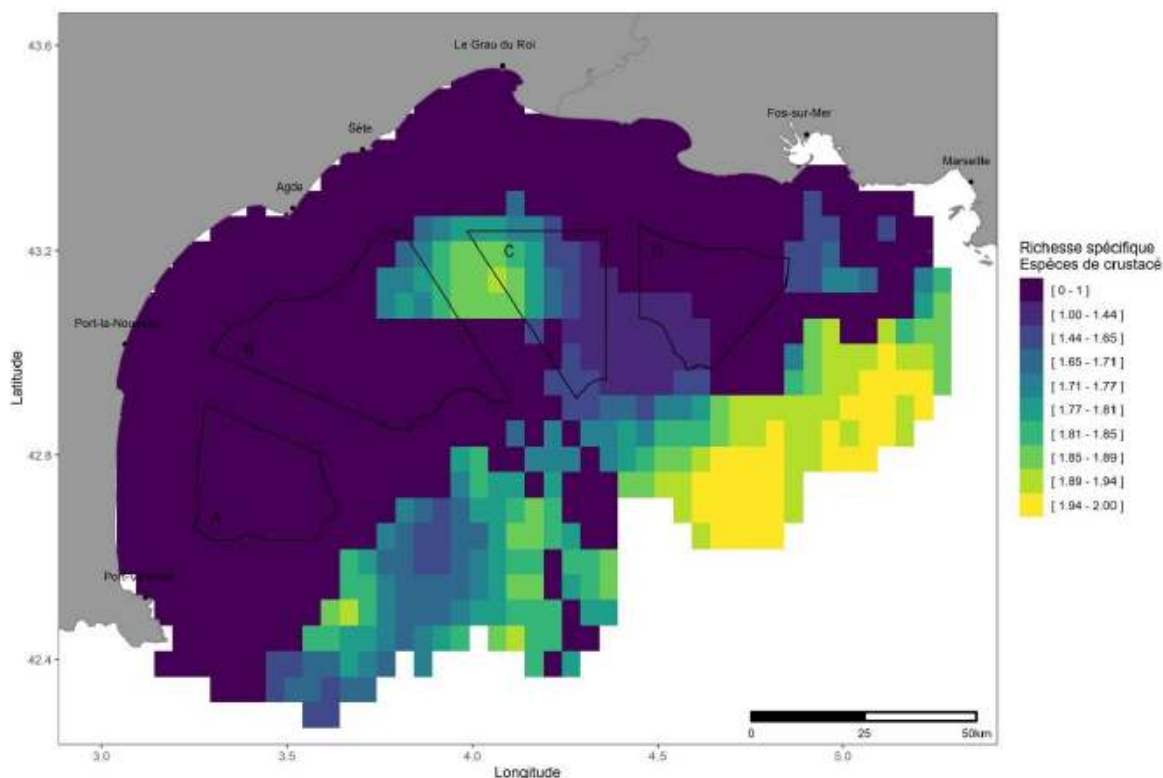 43.6
43.2
42.8
42.4
Latitude
Le Grau du Roi
Sète
Agde
Fos-sur-Mer
Marseille
C
B
A
3.0
3.5
4.0
4.5
5.0
Longitude
0
25
50km
Richesse spécifique
Espèces de crustacé
[ 0 - 1 ]
[ 1.00 - 1.44 ]
[ 1.44 - 1.65 ]
[ 1.65 - 1.71 ]
[ 1.71 - 1.77 ]
[ 1.77 - 1.81 ]
[ 1.81 - 1.85 ]
[ 1.85 - 1.89 ]
[ 1.89 - 1.94 ]
[ 1.94 - 2.00 ]